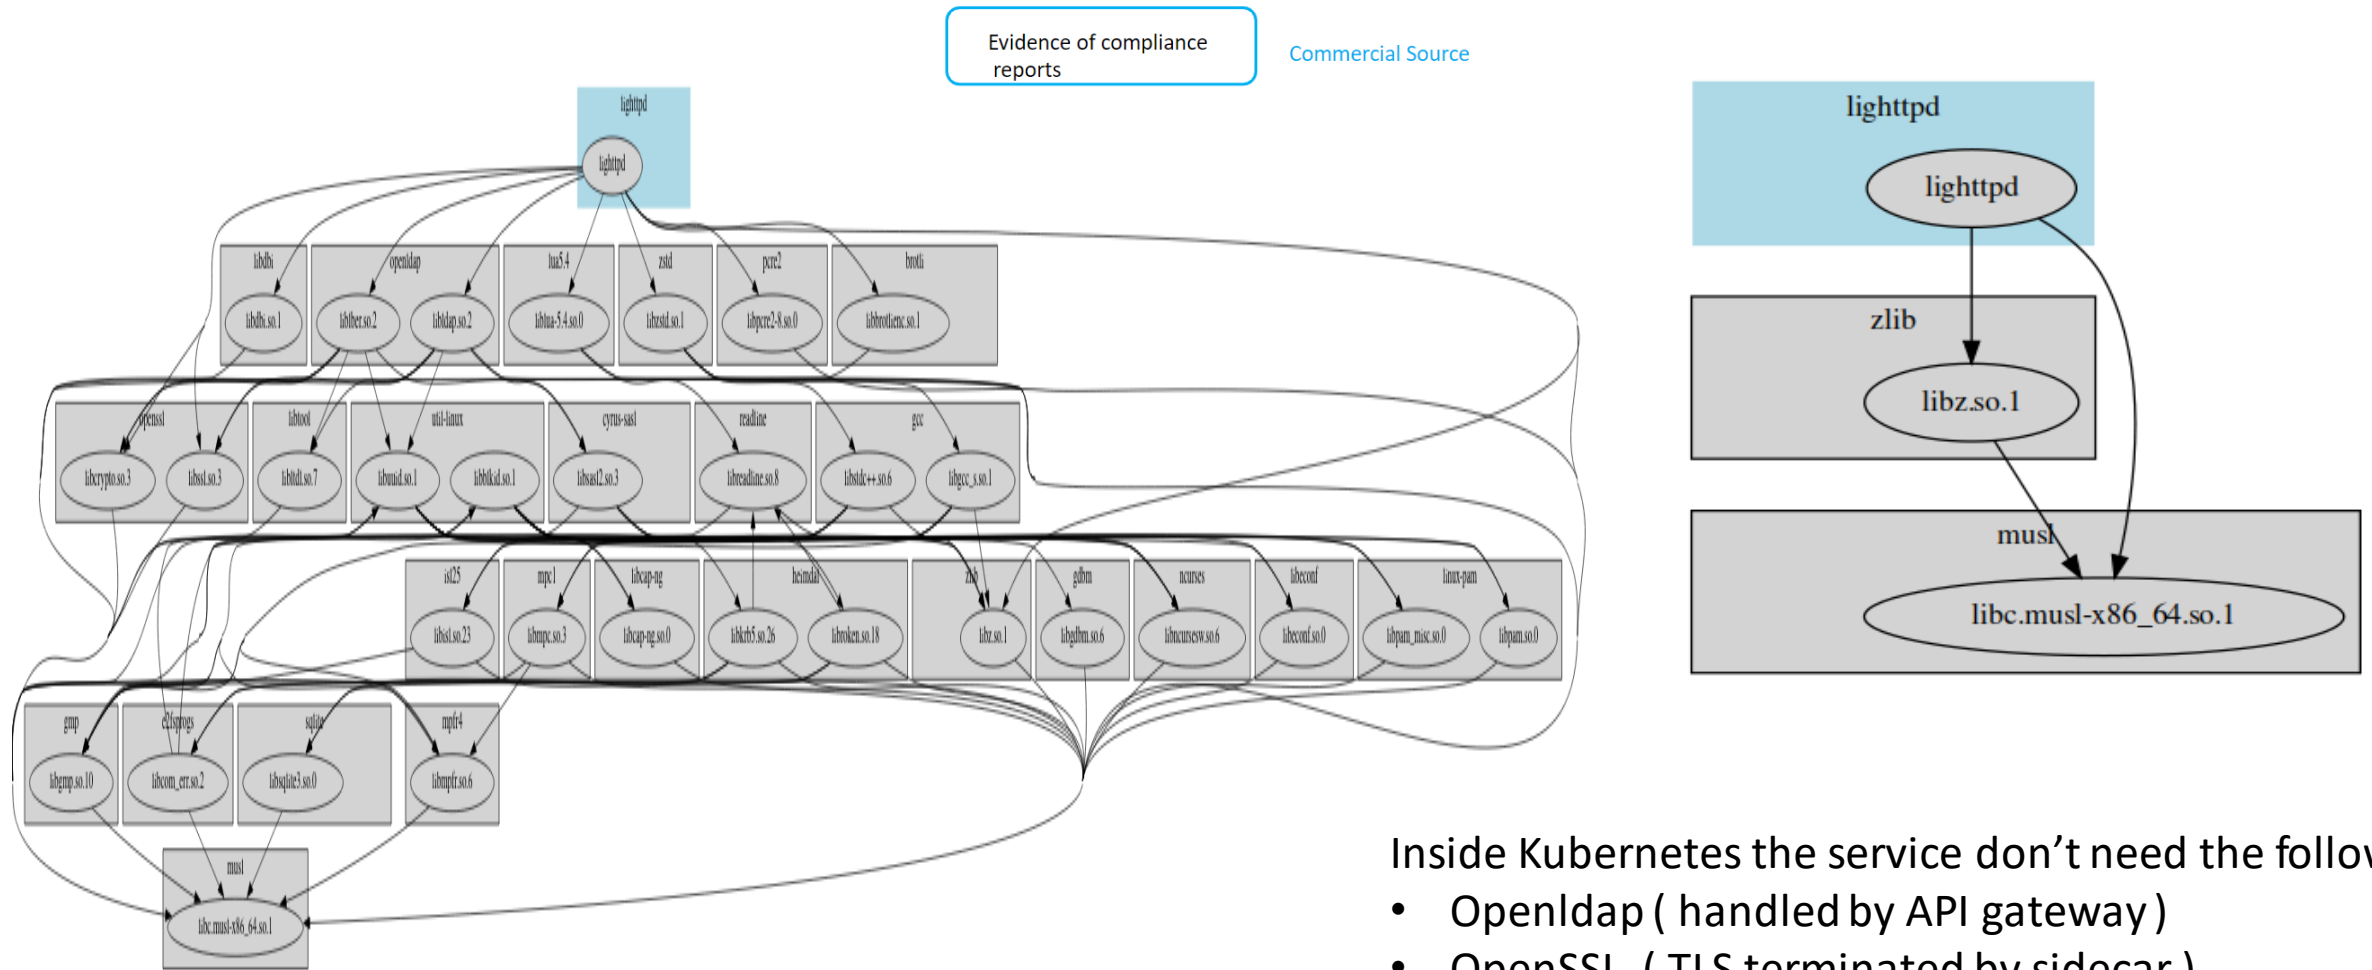 Evidence of compliance
reports
Commercial Source
lighttpd
lighttpd
libdbi
openldap
lua5.4
zstd
pcre2
brotli
libdbi.so.1
liblber.so.2
libldap.so.2
liblua-5.4.so.0
libzstd.so.1
libpcre2-8.so.0
libbrotlienc.so.1
openssl
libtool
util-linux
cyrus-sasl
readline
gcc
libcrypto.so.3
libssl.so.3
libltdl.so.7
libuuid.so.1
libblkid.so.1
libsasl2.so.3
libreadline.so.8
libstdc++.so.6
libgcc_s.so.1
isl25
mpc1
libcap-ng
heimdal
zlib
gdbm
ncurses
libeconf
linux-pam
libisl.so.23
libmpc.so.3
libcap-ng.so.0
libkrb5.so.26
libroken.so.18
libz.so.1
libgdbm.so.6
libncursesw.so.6
libeconf.so.0
libpam_misc.so.0
libpam.so.0
gmp
e2fsprogs
sqlite
mpfr4
libgmp.so.10
libcom_err.so.2
libsqlite3.so.0
libmpfr.so.6
musl
libc.musl-x86_64.so.1
lighttpd
lighttpd
zlib
libz.so.1
musl
libc.musl-x86_64.so.1
Inside Kubernetes the service don’t need the follow
• Openldap ( handled by API gateway )
• OpenSSL ( TLS terminated by sidecar )